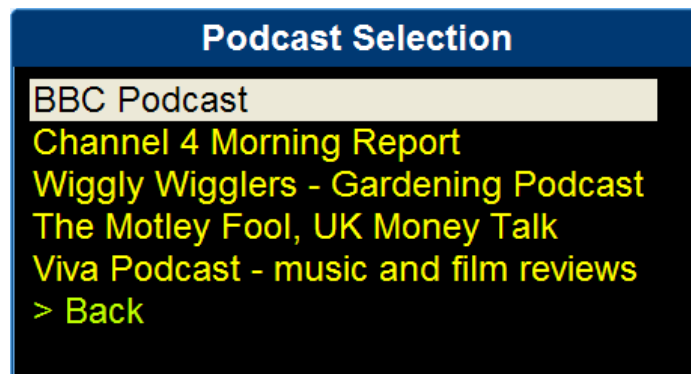 Podcast Selection
BBC Podcast
Channel 4 Morning Report
Wiggly Wigglers - Gardening Podcast
The Motley Fool, UK Money Talk
Viva Podcast - music and film reviews
> Back